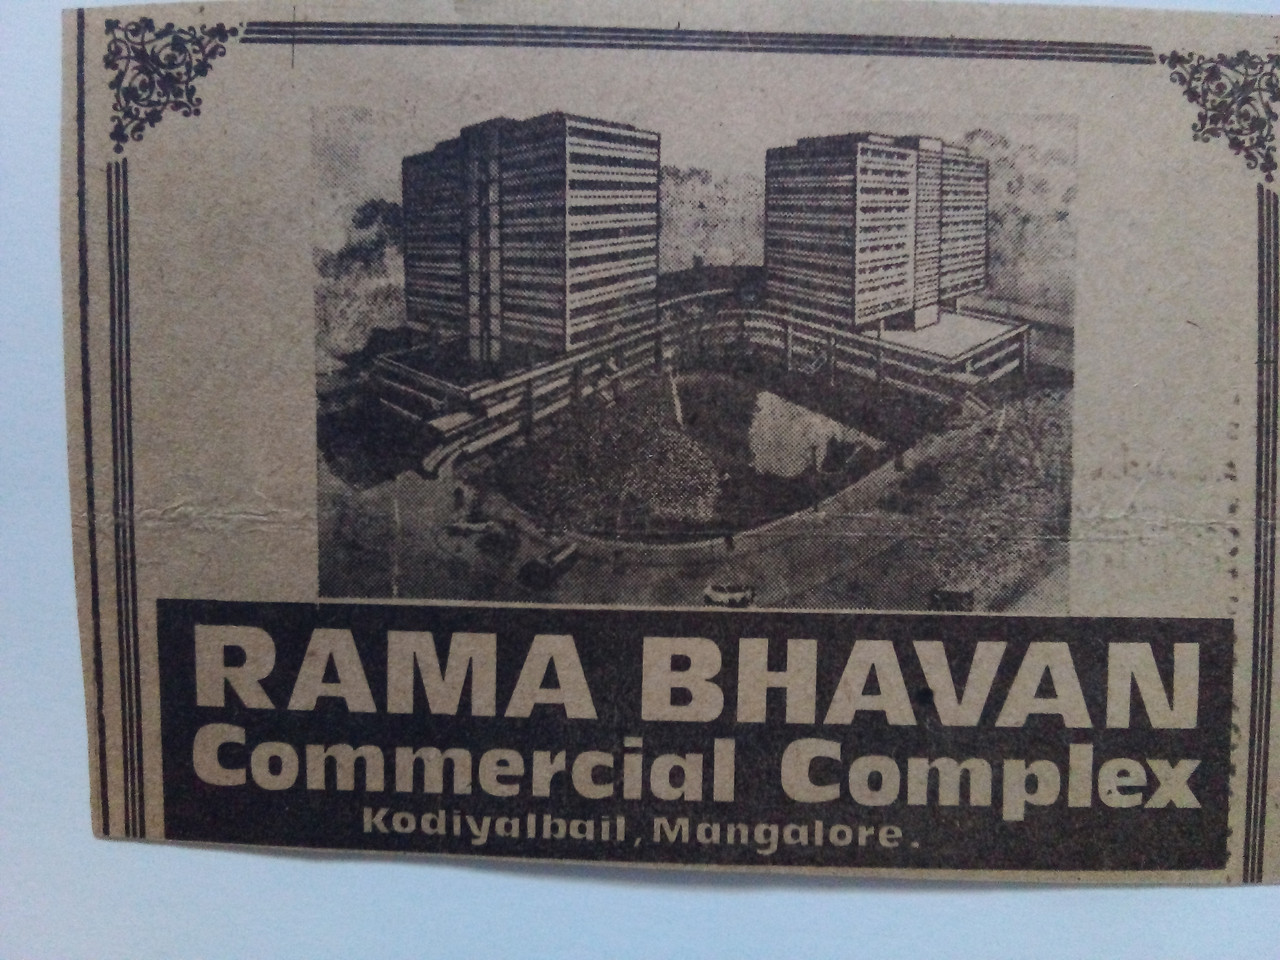 RAMA BHAVAN
Commercial Complex
Kodiyalbail, Mangalore.